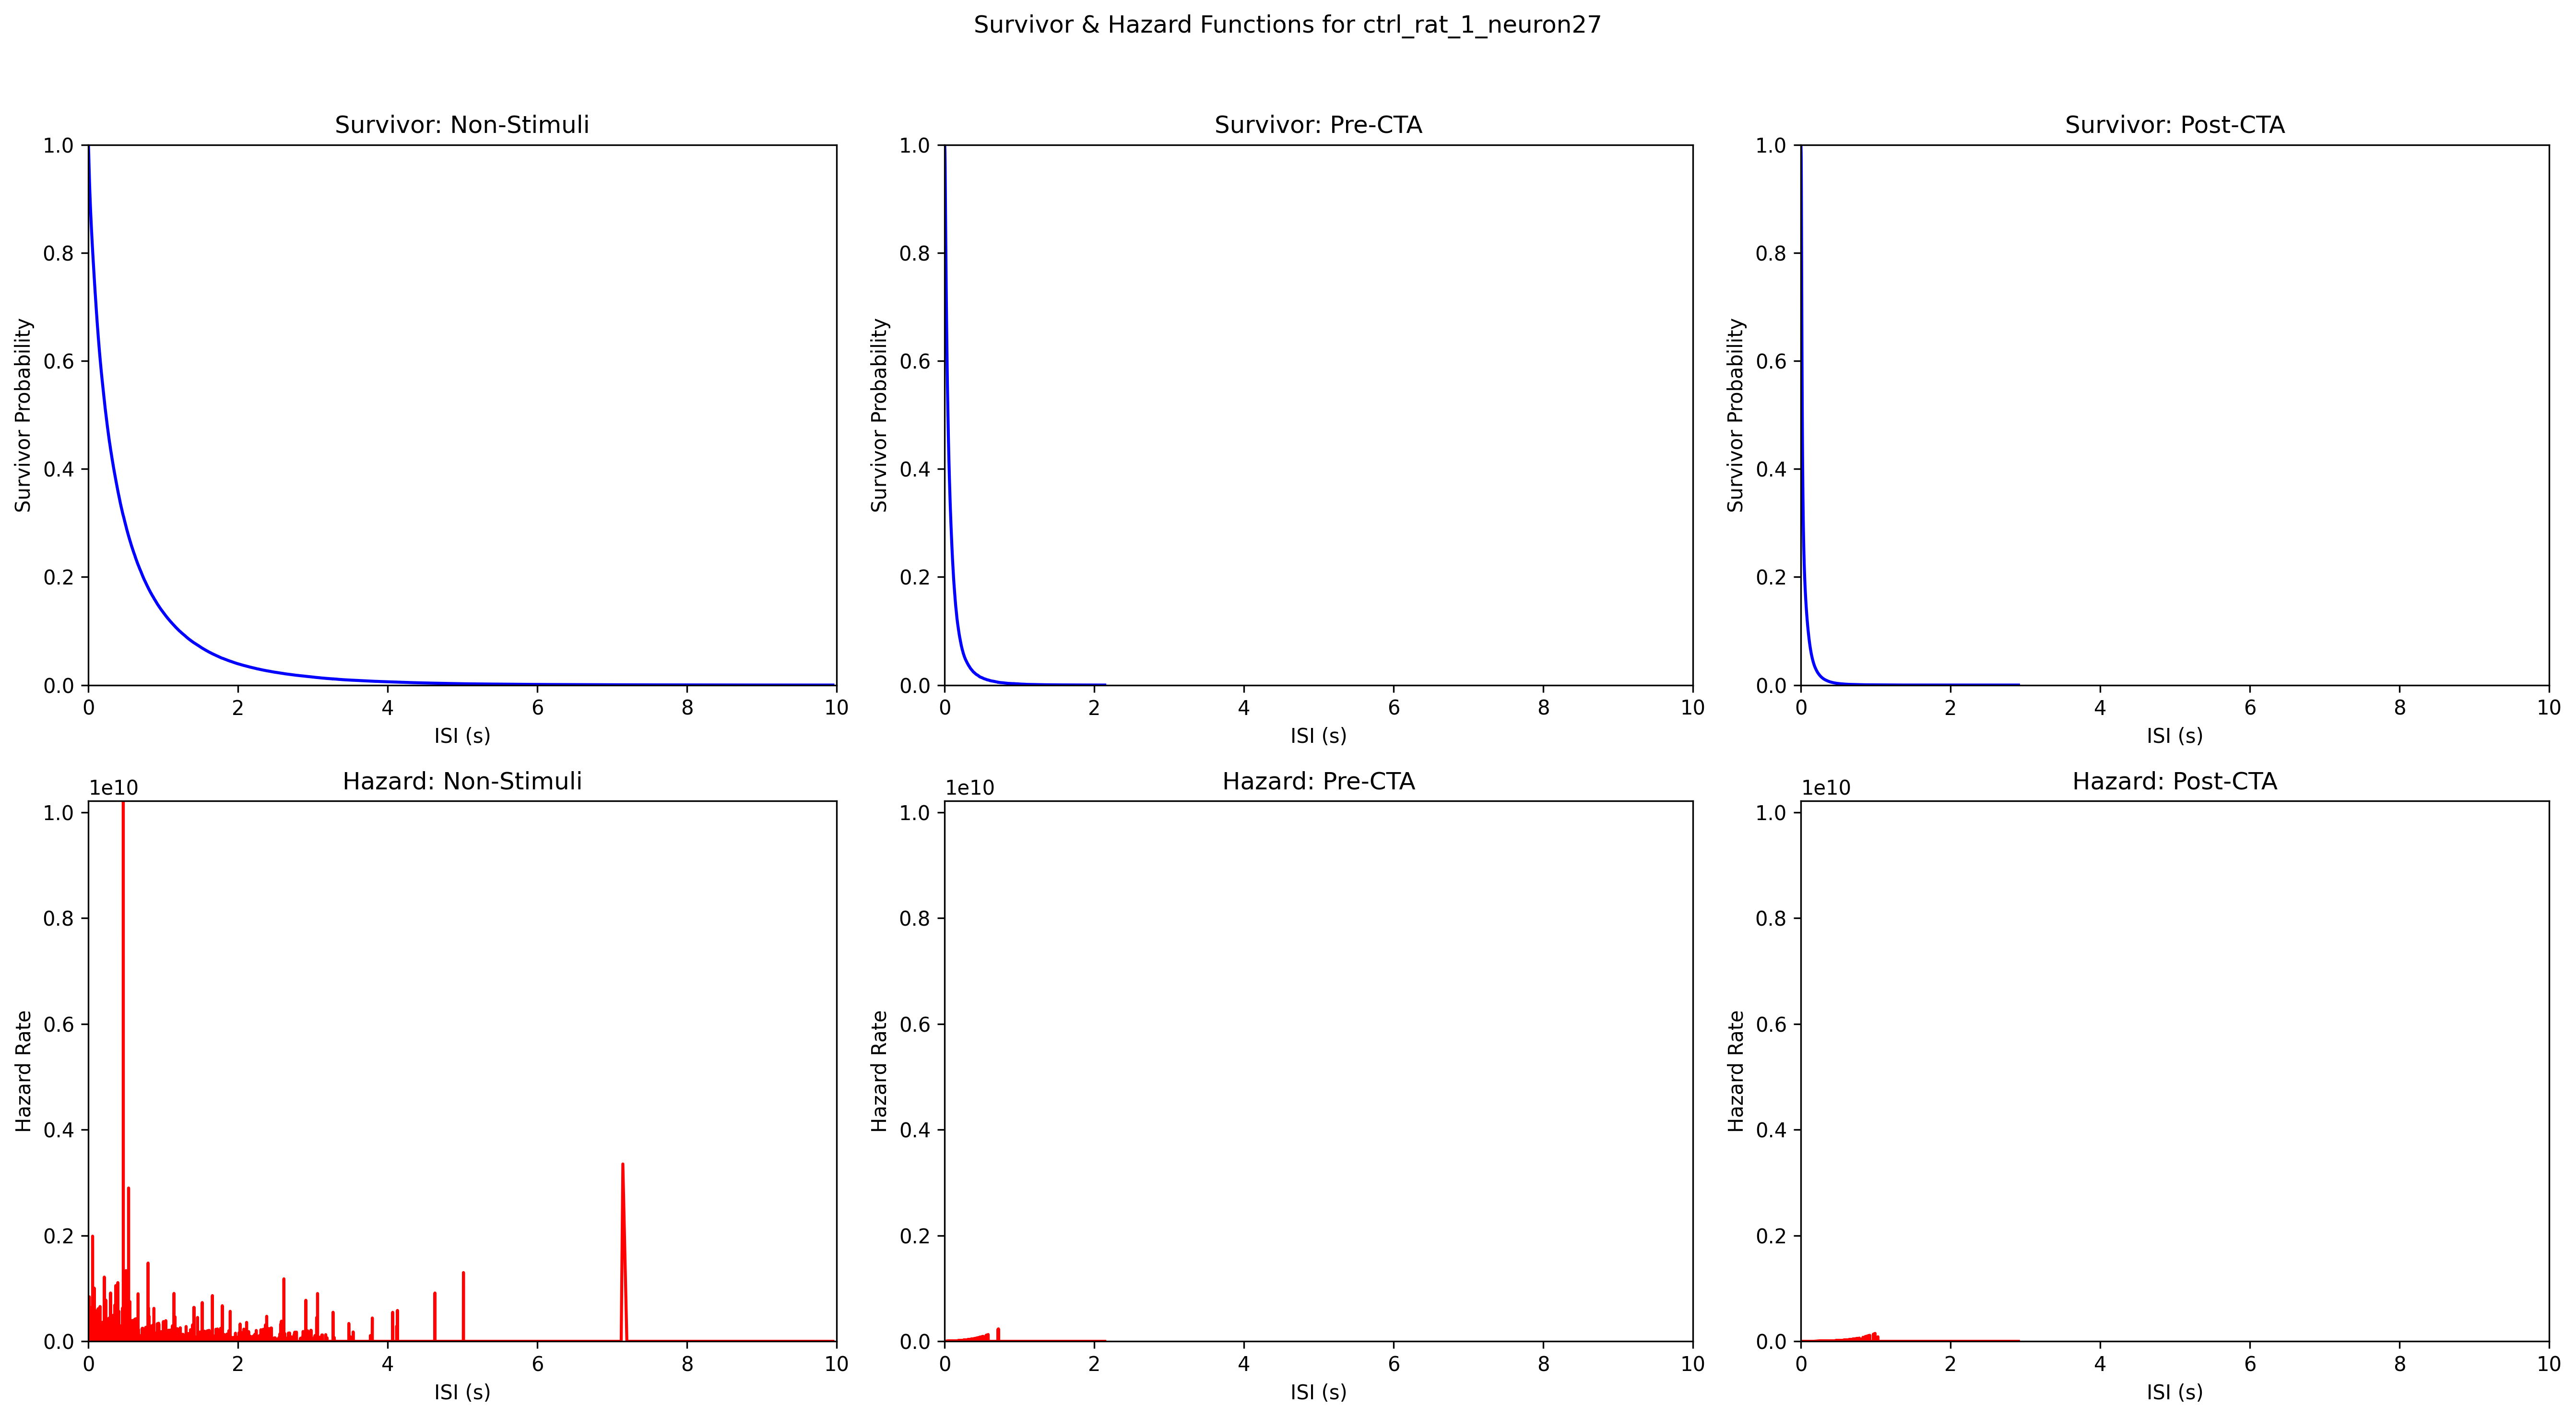 Survivor & Hazard Functions for ctrl_rat_1_neuron27
Survivor: Non-Stimuli
Survivor Probability
1.0
0.8
0.6
0.4
0.2
0.0
0 2 4 6 8 10
ISI (s)
Survivor: Pre-CTA
Survivor Probability
1.0
0.8
0.6
0.4
0.2
0.0
0 2 4 6 8 10
ISI (s)
Survivor: Post-CTA
Survivor Probability
1.0
0.8
0.6
0.4
0.2
0.0
0 2 4 6 8 10
ISI (s)
Hazard: Non-Stimuli
1e10
Hazard Rate
1.0
0.8
0.6
0.4
0.2
0.0
0 2 4 6 8 10
ISI (s)
Hazard: Pre-CTA
1e10
Hazard Rate
1.0
0.8
0.6
0.4
0.2
0.0
0 2 4 6 8 10
ISI (s)
Hazard: Post-CTA
1e10
Hazard Rate
1.0
0.8
0.6
0.4
0.2
0.0
0 2 4 6 8 10
ISI (s)